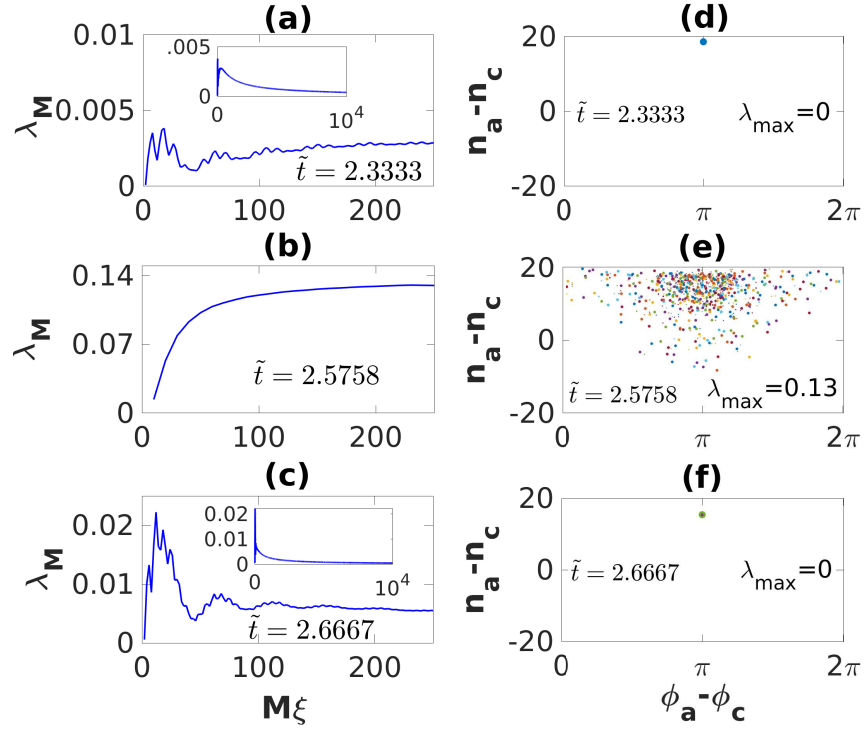 (a)
0.01
0.005
0
λ_M
.005
0
0 10^4
t̃ = 2.3333
0 100 200
(d)
20
0
-20
n_a-n_c
t̃ = 2.3333 λ_max=0
0 π 2π
(b)
0.14
0.07
0
λ_M
t̃ = 2.5758
0 100 200
(e)
20
0
-20
n_a-n_c
t̃ = 2.5758 λ_max=0.13
0 π 2π
(c)
0.02
0.01
0
λ_M
0.02
0.01
0
0 10^4
t̃ = 2.6667
0 100 200
Mξ
(f)
20
0
-20
n_a-n_c
t̃ = 2.6667 λ_max=0
0 π 2π
ϕ_a-ϕ_c